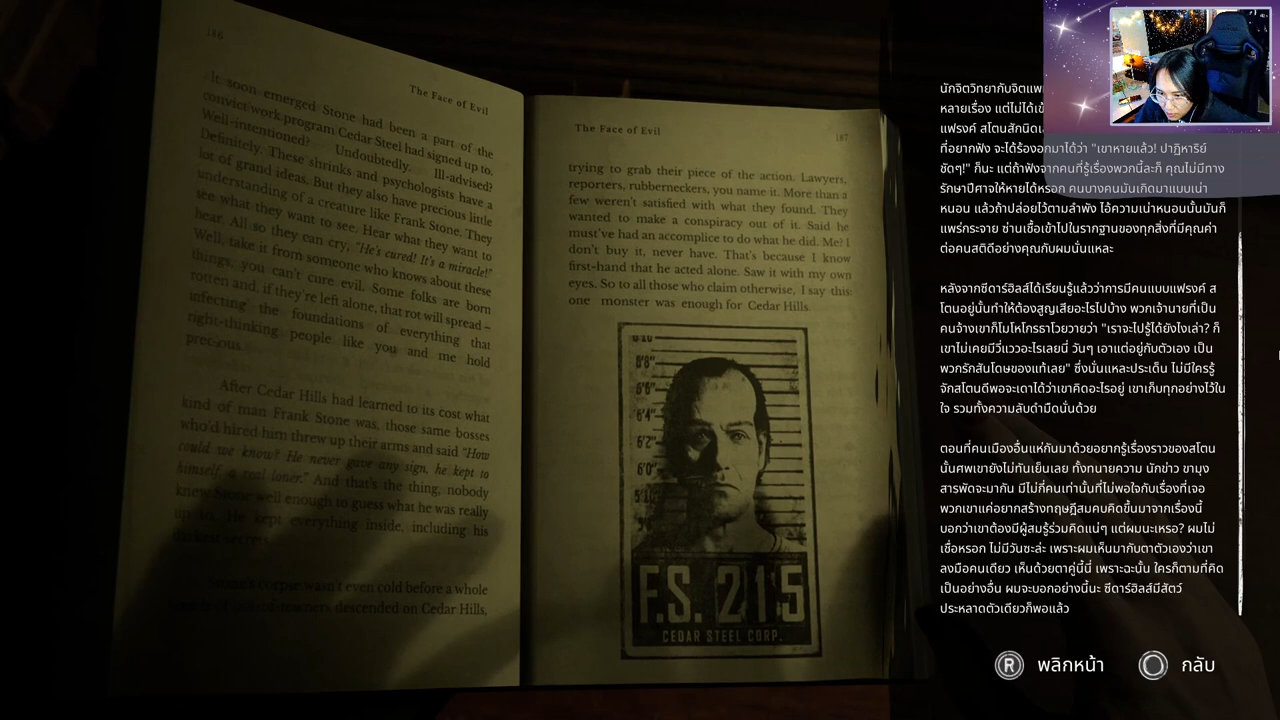 186
The Face of Evil
It soon emerged Stone had been a part of the
convict work program Cedar Steel had signed up to.
Well-intentioned? Undoubtedly. Ill-advised?
Definitely. These shrinks and psychologists have a
lot of grand ideas. But they also have precious little
understanding of a creature like Frank Stone. They
see what they want to see. Hear what they want to
hear. All so they can cry, "He's cured! It's a miracle!"
Well, take it from someone who knows about these
things, you can't cure evil. Some folks are born
rotten and, if they're left alone, that rot will spread –
infecting the foundations of everything that
right-thinking people like you and me hold
precious.
After Cedar Hills had learned to its cost what
kind of man Frank Stone was, those same bosses
who'd hired him threw up their arms and said "How
could we know? He never gave any sign, he kept to
himself, a real loner." And that's the thing, nobody
knew Stone well enough to guess what he was really
up to. He kept everything inside, including his
darkest secrets.
Stone's corpse wasn't even cold before a whole
of out-of-towners descended on Cedar Hills,
The Face of Evil
187
trying to grab their piece of the action. Lawyers,
reporters, rubberneckers, you name it. More than a
few weren't satisfied with what they found. They
wanted to make a conspiracy out of it. Said he
must've had an accomplice to do what he did. Me? I
don't buy it, never have. That's because I know
first-hand that he acted alone. Saw it with my own
eyes. So to all those who claim otherwise, I say this:
one monster was enough for Cedar Hills.
6'8"
6'6"
6'4"
6'2"
6'0"
5'10"
F.S. 215
CEDAR STEEL CORP.
นักจิตวิทยากับจิตแพ
หลายเรื่อง แต่ไม่ได้เข้
แฟรงค์ สโตนสักนิดเ
ที่อยากฟัง จะได้ร้องออกมาได้ว่า "เขาหายแล้ว! ปาฏิหาริย์
ชัดๆ!" ก็นะ แต่ถ้าฟังจากคนที่รู้เรื่องพวกนี้ละก็ คุณไม่มีทาง
รักษาปีศาจให้หายได้หรอก คนบางคนมันเกิดมาแบบเน่า
หนอน แล้วถ้าปล่อยไว้ตามลำพัง ไอ้ความเน่าหนอนนั้นมันก็
แพร่กระจาย ซ่านเชื้อเข้าไปในรากฐานของทุกสิ่งที่มีคุณค่า
ต่อคนสติดีอย่างคุณกับผมนั่นแหละ
หลังจากซีดาร์ฮิลส์ได้เรียนรู้แล้วว่าการมีคนแบบแฟรงค์ ส
โตนอยู่นั้นทำให้ต้องสูญเสียอะไรไปบ้าง พวกเจ้านายที่เป็น
คนจ้างเขาก็โมโหโกรธาโวยวายว่า "เราจะไปรู้ได้ยังไงเล่า? ก็
เขาไม่เคยมีวี่แววอะไรเลยนี่ วันๆ เอาแต่อยู่กับตัวเอง เป็น
พวกรักสันโดษของแท้เลย" ซึ่งนั่นแหละประเด็น ไม่มีใครรู้
จักสโตนดีพอจะเดาได้ว่าเขาคิดอะไรอยู่ เขาเก็บทุกอย่างไว้ใน
ใจ รวมทั้งความลับดำมืดนั่นด้วย
ตอนที่คนเมืองอื่นแห่กันมาด้วยอยากรู้เรื่องราวของสโตน
นั้นศพเขายังไม่ทันเย็นเลย ทั้งทนายความ นักข่าว ขามุง
สารพัดจะมากัน มีไม่กี่คนเท่านั้นที่ไม่พอใจกับเรื่องที่เจอ
พวกเขาแค่อยากสร้างทฤษฎีสมคบคิดขึ้นมาจากเรื่องนี้
บอกว่าเขาต้องมีผู้สมรู้ร่วมคิดแน่ๆ แต่ผมนะเหรอ? ผมไม่
เชื่อหรอก ไม่มีวันซะล่ะ เพราะผมเห็นมากับตาตัวเองว่าเขา
ลงมือคนเดียว เห็นด้วยตาคู่นี้นี่ เพราะฉะนั้น ใครก็ตามที่คิด
เป็นอย่างอื่น ผมจะบอกอย่างนี้นะ ซีดาร์ฮิลส์มีสัตว์
ประหลาดตัวเดียวก็พอแล้ว
R พลิกหน้า
กลับ